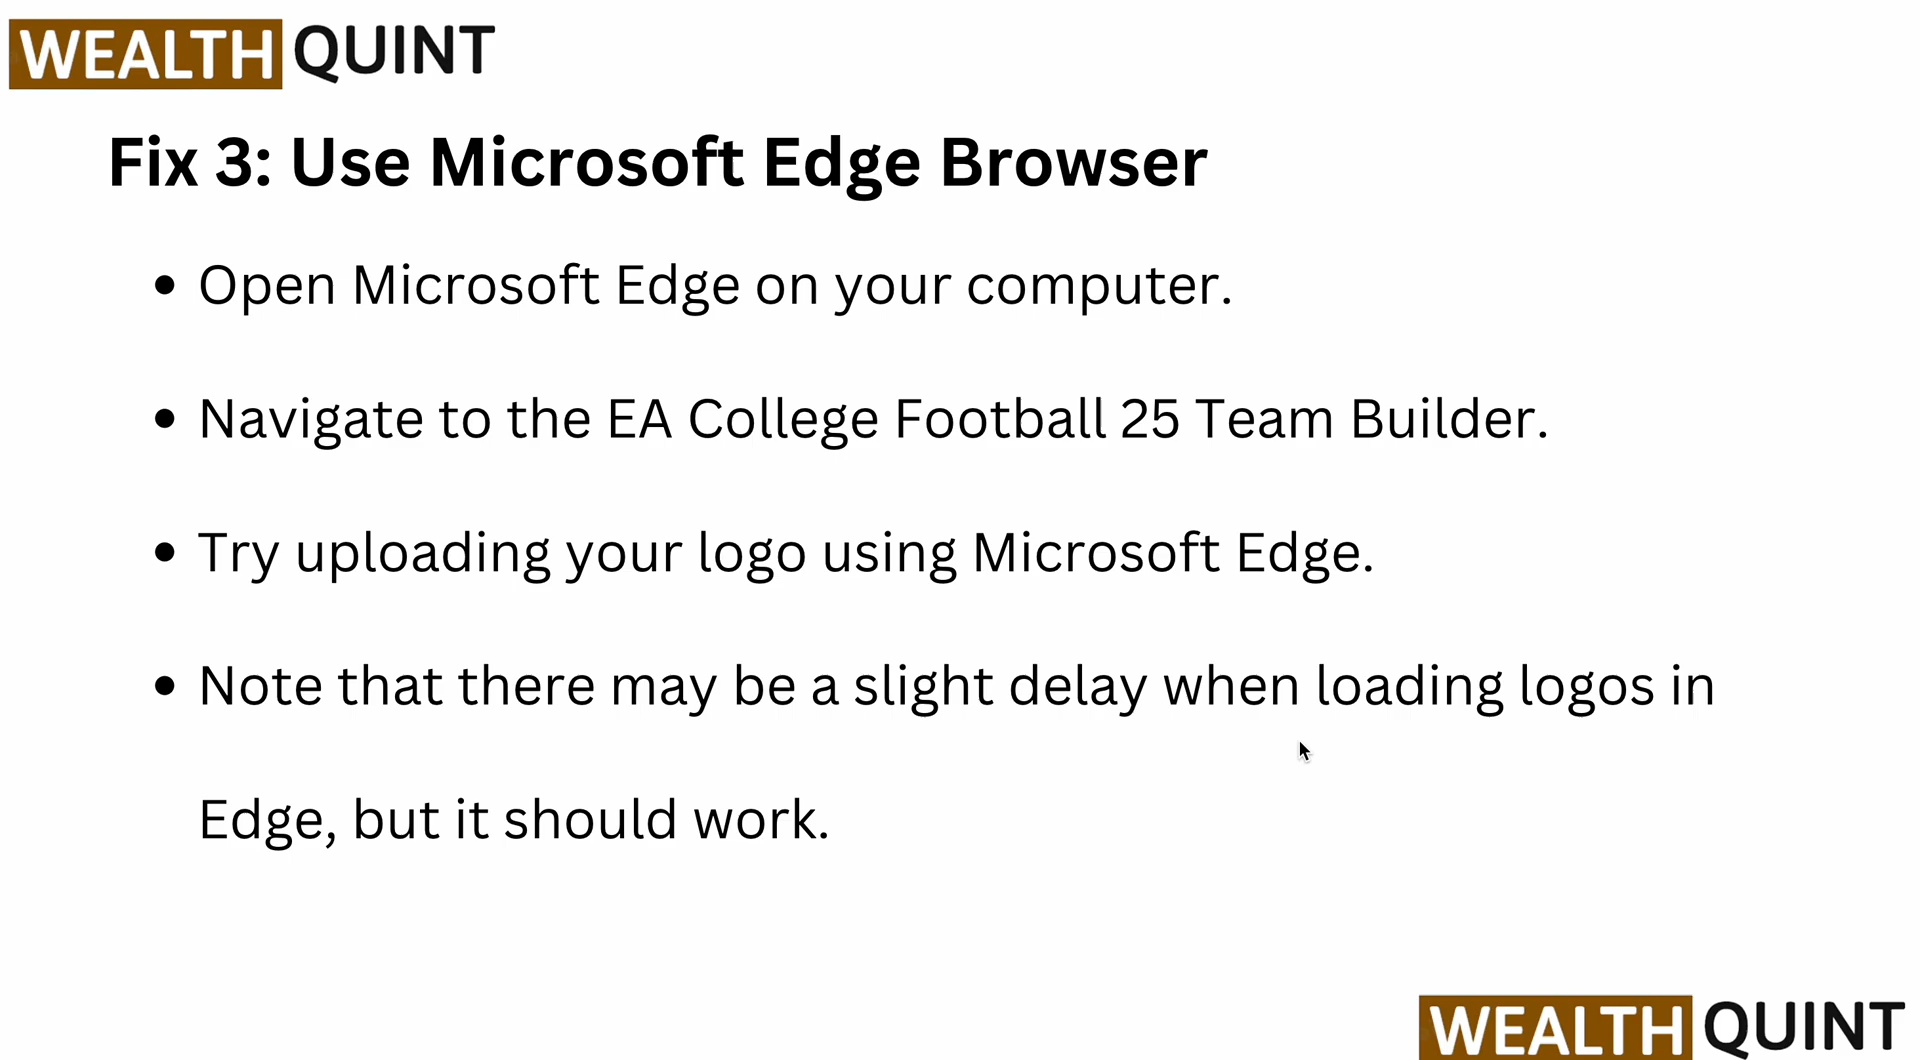 WEALTH QUINT
Fix 3: Use Microsoft Edge Browser
• Open Microsoft Edge on your computer.
• Navigate to the EA College Football 25 Team Builder.
• Try uploading your logo using Microsoft Edge.
• Note that there may be a slight delay when loading logos in
Edge, but it should work.
WEALTH QUINT